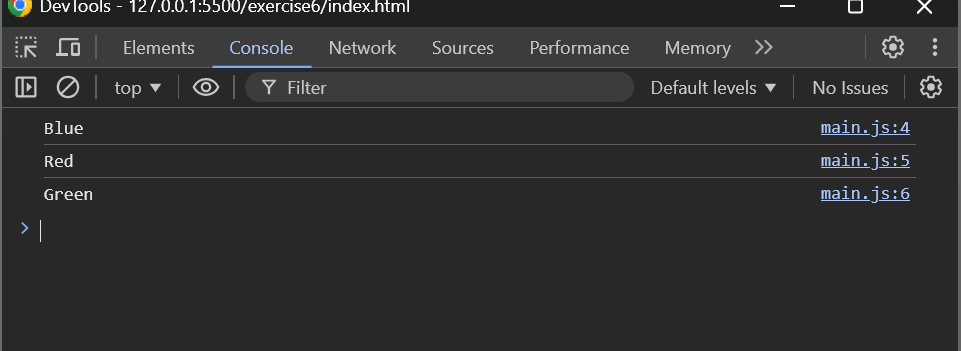 DevTools - 127.0.0.1:5500/exercise6/index.html
Elements Console Network Sources Performance Memory
top Filter Default levels No Issues
Blue main.js:4
Red main.js:5
Green main.js:6